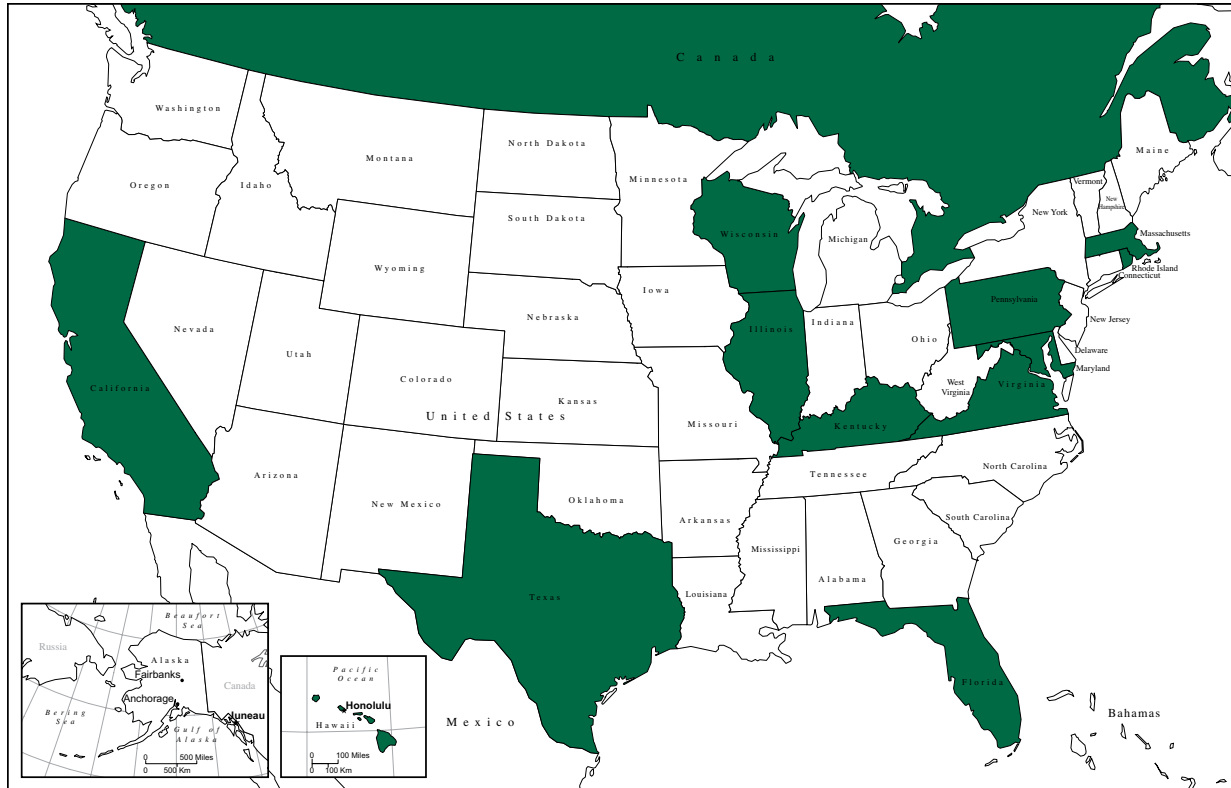 Canada
Washington
Montana
North Dakota
Minnesota
Maine
Vermont
New
Hampshire
Oregon
Idaho
South Dakota
Wisconsin
Michigan
New York
Massachusetts
Rhode Island
Connecticut
Wyoming
Iowa
Pennsylvania
Nebraska
Nevada
Illinois
Indiana
Ohio
New Jersey
Utah
Delaware
Maryland
California
Colorado
Kansas
West
Virginia
Virginia
United States
Missouri
Kentucky
Arizona
New Mexico
Oklahoma
Tennessee
North Carolina
Arkansas
South Carolina
Mississippi
Georgia
Alabama
Texas
Louisiana
Florida
Mexico
Bahamas
Beaufort
Sea
Russia
Alaska
Fairbanks
Canada
Anchorage
Juneau
Bering
Sea
Gulf of
Alaska
0 500 Miles
0 500 Km
Pacific
Ocean
Honolulu
Hawaii
0 100 Miles
0 100 Km